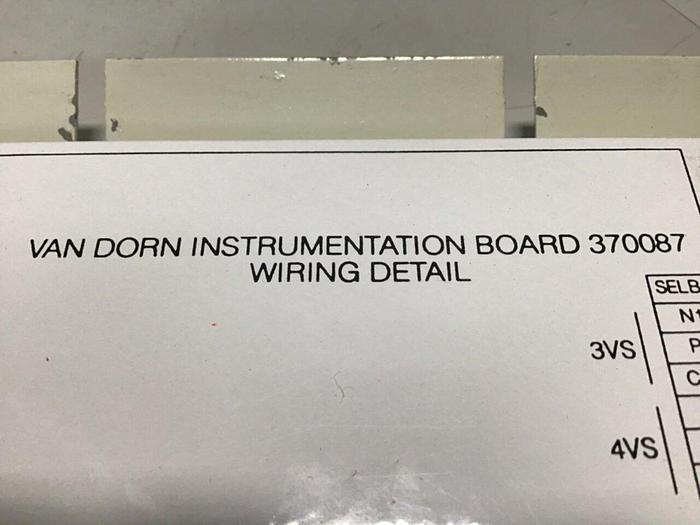 VAN DORN INSTRUMENTATION BOARD 370087
WIRING DETAIL
3VS
P
C
4VS